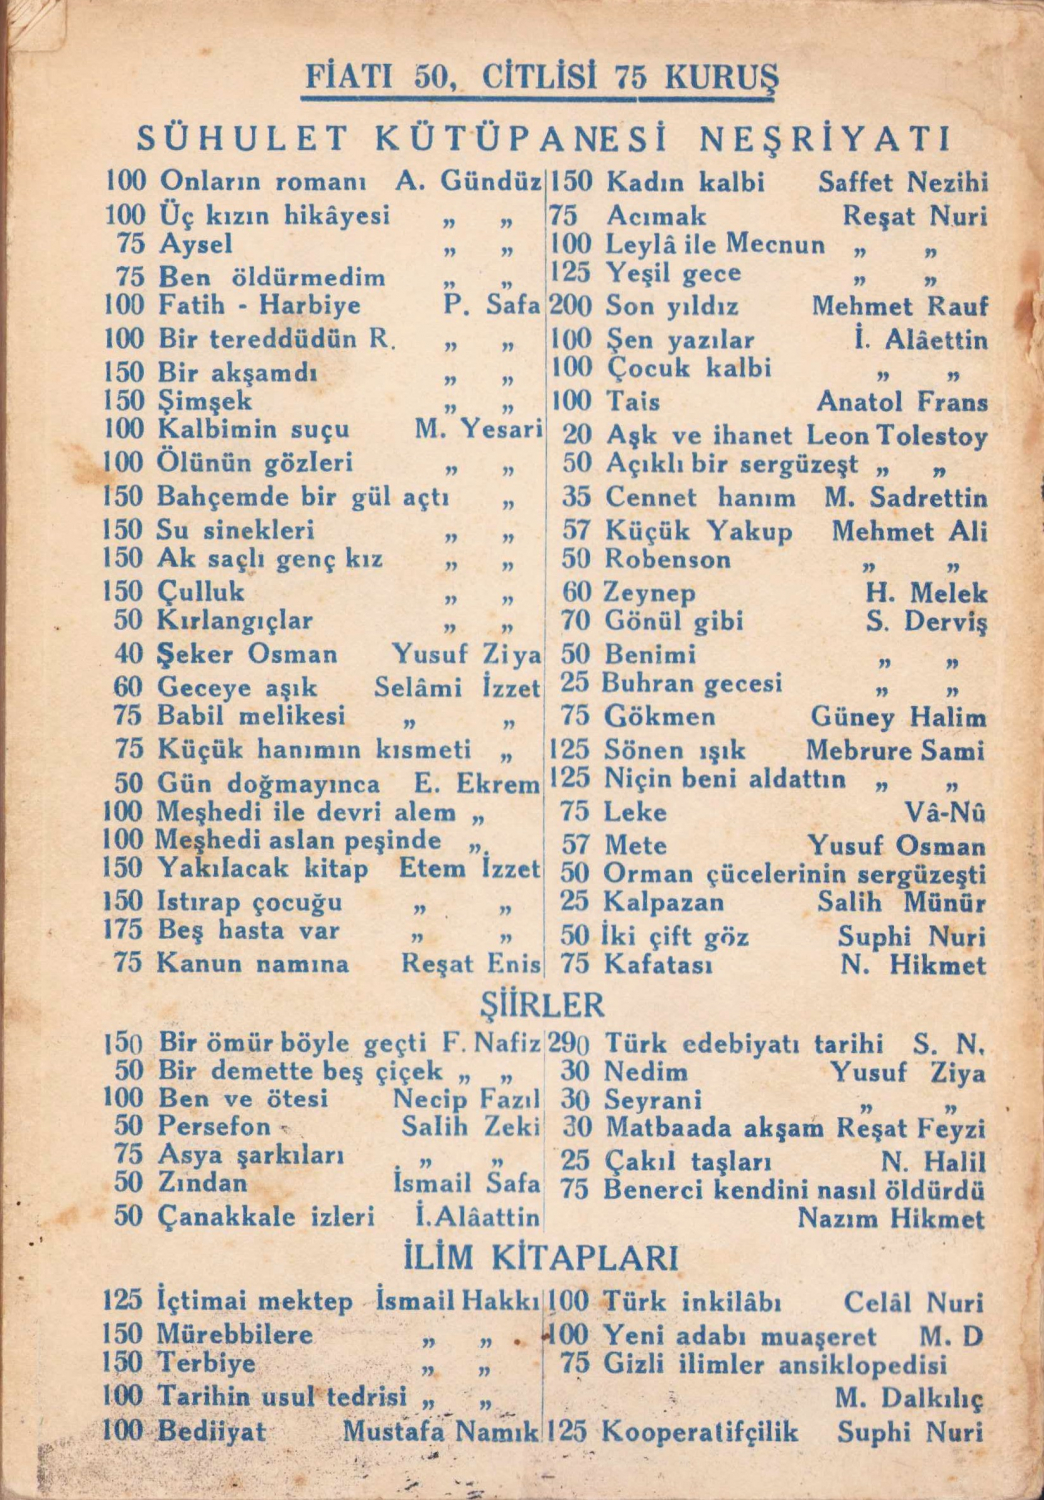 FİATI 50, CİTLİSİ 75 KURUŞ
SÜHULET KÜTÜPANESİ NEŞRİYATI
100 Onların romanı A. Gündüz
100 Üç kızın hikâyesi „ „
75 Aysel „ „
75 Ben öldürmedim „ „
100 Fatih - Harbiye P. Safa
100 Bir tereddüdün R. „ „
150 Bir akşamdı „ „
150 Şimşek „ „
100 Kalbimin suçu M. Yesari
100 Ölünün gözleri „ „
150 Bahçemde bir gül açtı „
150 Su sinekleri „ „
150 Ak saçlı genç kız „ „
150 Çulluk „ „
50 Kırlangıçlar „ „
40 Şeker Osman Yusuf Ziya
60 Geceye aşık Selâmi İzzet
75 Babil melikesi „ „
75 Küçük hanımın kısmeti „
50 Gün doğmayınca E. Ekrem
100 Meşhedi ile devri alem „
100 Meşhedi aslan peşinde „
150 Yakılacak kitap Etem İzzet
150 Istırap çocuğu „ „
175 Beş hasta var „ „
75 Kanun namına Reşat Enis
150 Kadın kalbi Saffet Nezihi
75 Acımak Reşat Nuri
100 Leylâ ile Mecnun „ „
125 Yeşil gece „ „
200 Son yıldız Mehmet Rauf
100 Şen yazılar İ. Alâettin
100 Çocuk kalbi „ „
100 Tais Anatol Frans
20 Aşk ve ihanet Leon Tolestoy
50 Açıklı bir sergüzeşt „ „
35 Cennet hanım M. Sadrettin
57 Küçük Yakup Mehmet Ali
50 Robenson „ „
60 Zeynep H. Melek
70 Gönül gibi S. Derviş
50 Benimi „ „
25 Buhran gecesi „ „
75 Gökmen Güney Halim
125 Sönen ışık Mebrure Sami
125 Niçin beni aldattın „ „
75 Leke Vâ-Nû
57 Mete Yusuf Osman
50 Orman çücelerinin sergüzeşti
25 Kalpazan Salih Münür
50 İki çift göz Suphi Nuri
75 Kafatası N. Hikmet
ŞİİRLER
150 Bir ömür böyle geçti F. Nafiz
50 Bir demette beş çiçek „ „
100 Ben ve ötesi Necip Fazıl
50 Persefon Salih Zeki
75 Asya şarkıları „ „
50 Zından İsmail Safa
50 Çanakkale izleri İ.Alâattin
290 Türk edebiyatı tarihi S. N.
30 Nedim Yusuf Ziya
30 Seyrani „ „
30 Matbaada akşam Reşat Feyzi
25 Çakıl taşları N. Halil
75 Benerci kendini nasıl öldürdü
Nazım Hikmet
İLİM KİTAPLARI
125 İçtimai mektep İsmail Hakkı
150 Mürebbilere „ „
150 Terbiye „ „
100 Tarihin usul tedrisi „ „
100 Bediiyat Mustafa Namık
100 Türk inkilâbı Celâl Nuri
100 Yeni adabı muaşeret M. D
75 Gizli ilimler ansiklopedisi
M. Dalkılıç
125 Kooperatifçilik Suphi Nuri